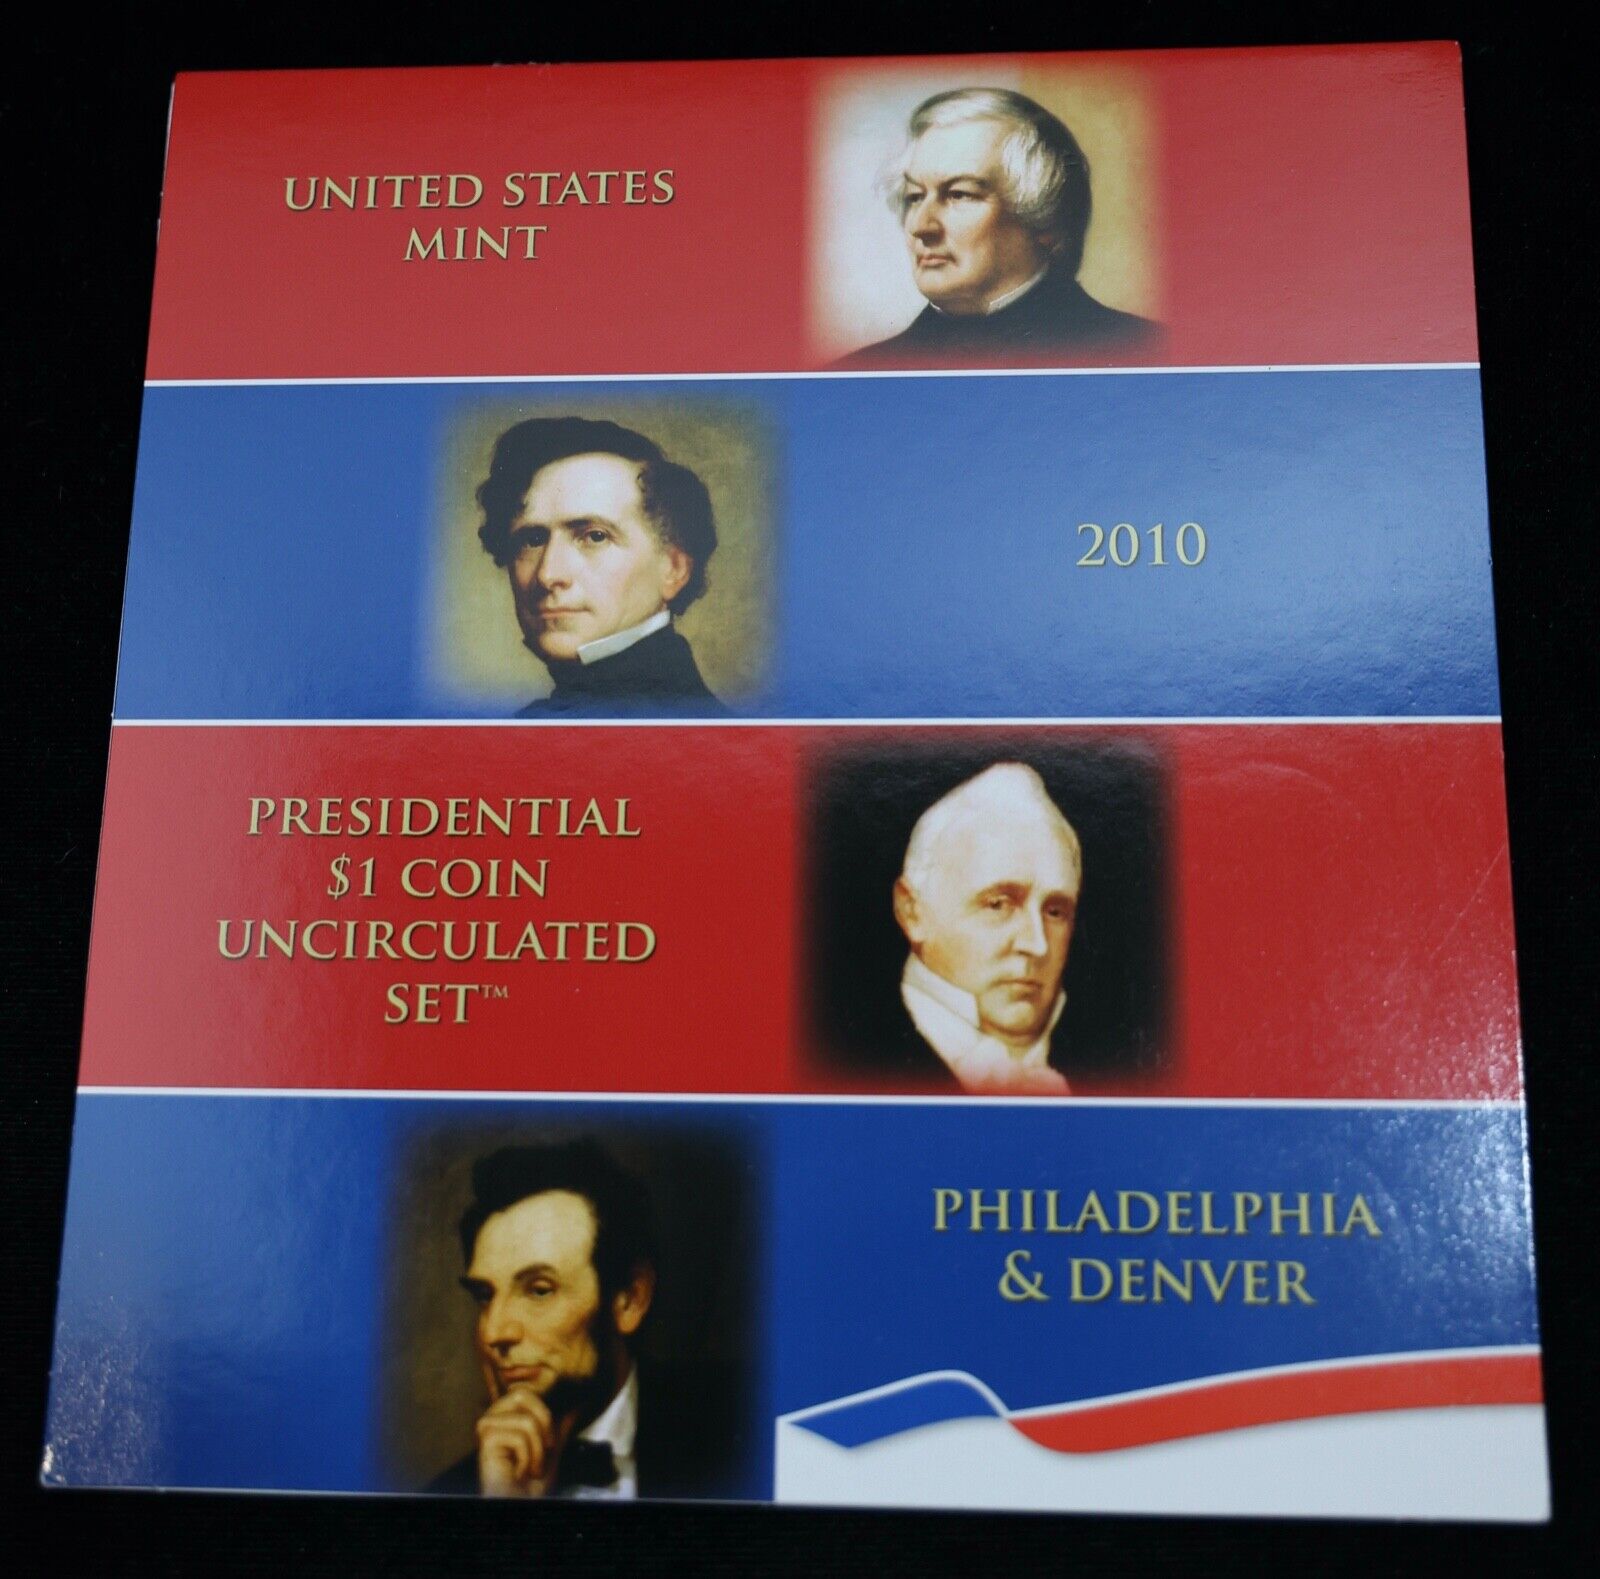 UNITED STATES
MINT
2010
PRESIDENTIAL
$1 COIN
UNCIRCULATED
SET™
PHILADELPHIA
& DENVER